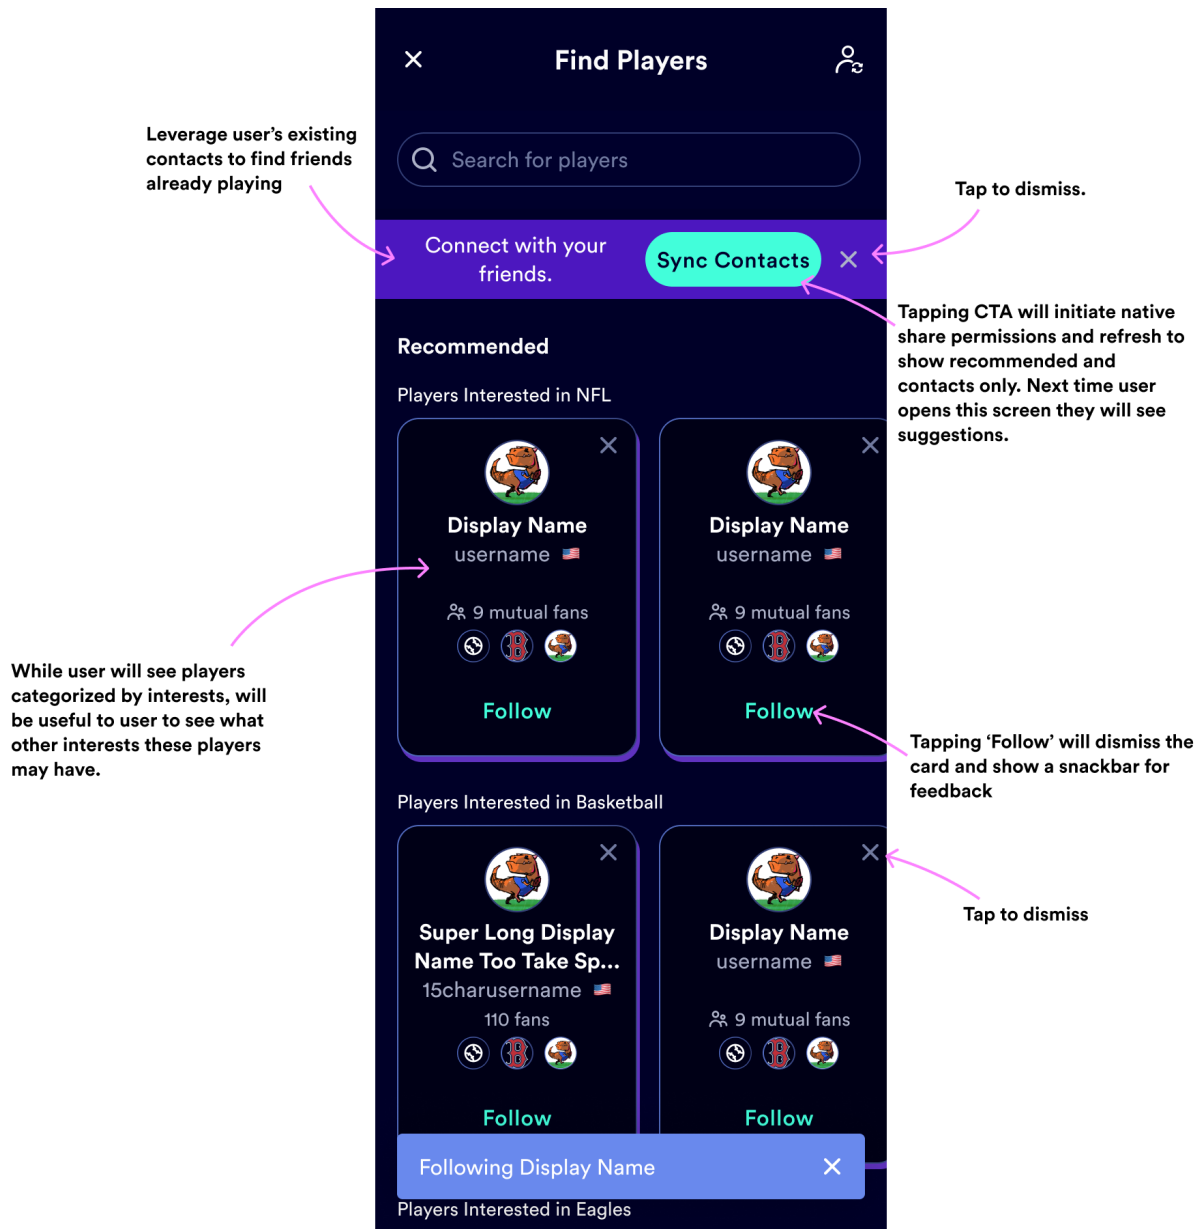 Find Players
Leverage user's existing
contacts to find friends
already playing
Search for players
Tap to dismiss.
Connect with your
friends.
Sync Contacts
Tapping CTA will initiate native
share permissions and refresh to
show recommended and
contacts only. Next time user
opens this screen they will see
suggestions.
Recommended
Players Interested in NFL
Display Name
username
9 mutual fans
B
Follow
Display Name
username
9 mutual fans
B
Follow
While user will see players
categorized by interests, will
be useful to user to see what
other interests these players
may have.
Tapping ‘Follow’ will dismiss the
card and show a snackbar for
feedback
Players Interested in Basketball
Super Long Display
Name Too Take Sp...
15charusername
110 fans
B
Follow
Display Name
username
9 mutual fans
B
Follow
Tap to dismiss
Following Display Name
Players Interested in Eagles